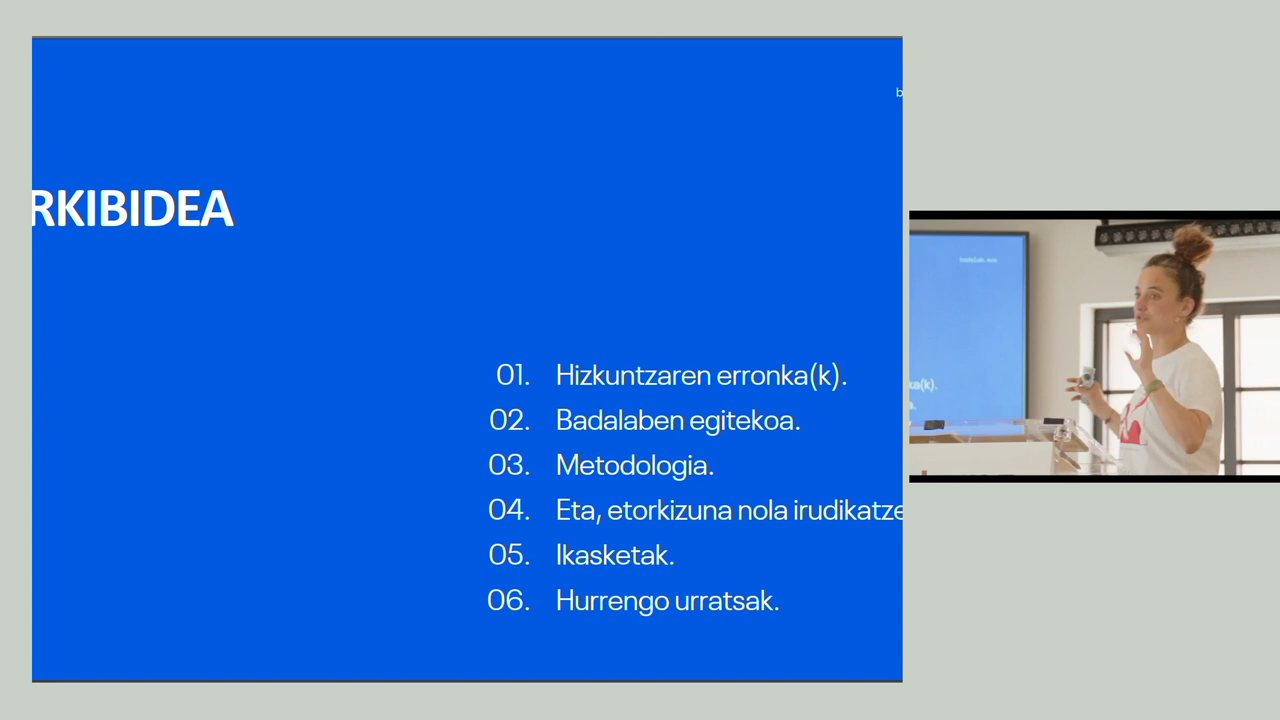 b
RKIBIDEA
01. Hizkuntzaren erronka(k).
02. Badalaben egitekoa.
03. Metodologia.
04. Eta, etorkizuna nola irudikatze
05. Ikasketak.
06. Hurrengo urratsak.
ka(k).
a.